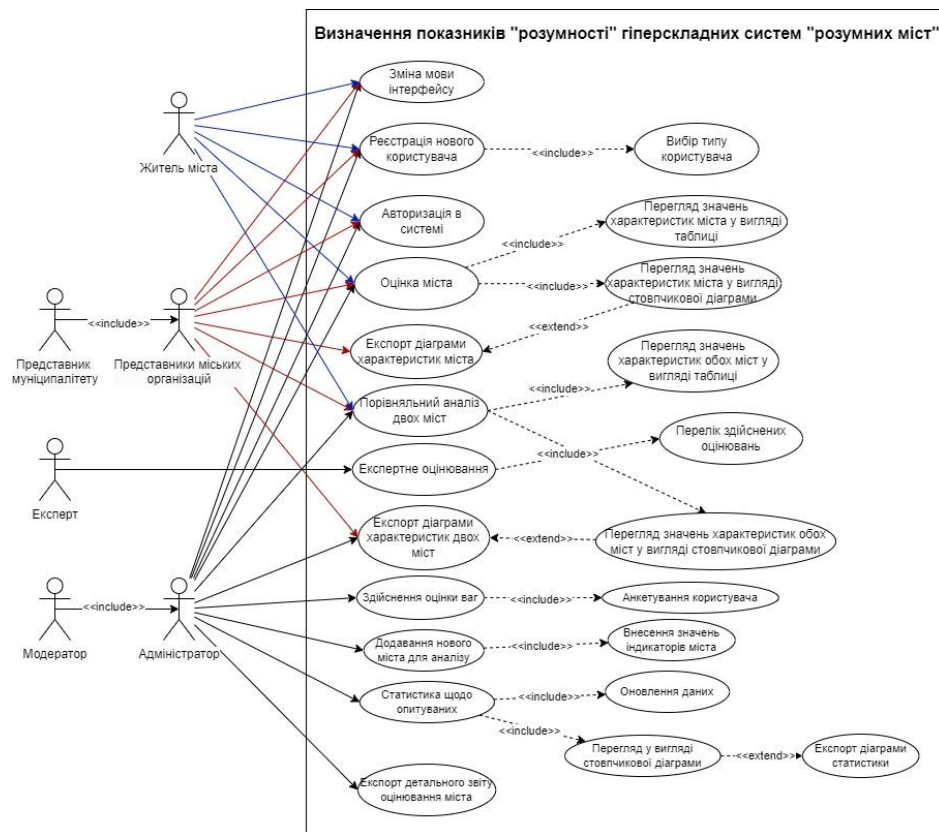 Визначення показників "розумності" гіперскладних систем "розумних міст"
Зміна мови
інтерфейсу
Житель міста
Реєстрація нового
користувача
<<include>>
Вибір типу
користувача
Авторизація в
системі
<<include>>
Перегляд значень
характеристик міста у вигляді
таблиці
Оцінка міста
<<include>>
Перегляд значень
характеристик міста у вигляді
стовпчикової діаграми
<<extend>>
Представник
муніципалітету
<<include>>
Представники міських
організацій
Експорт діаграми
характеристик міста
Перегляд значень
характеристик обох міст у
вигляді таблиці
<<include>>
Порівняльний аналіз
двох міст
Перелік здійснених
оцінювань
<<include>>
Експертне оцінювання
Експерт
Експорт діаграми
характеристик двох
міст
<<extend>>
Перегляд значень характеристик обох
міст у вигляді стовпчикової діаграми
Модератор
<<include>>
Адміністратор
Здійснення оцінки ваг
<<include>>
Анкетування користувача
Додавання нового
міста для аналізу
<<include>>
Внесення значень
індикаторів міста
Статистика щодо
опитуваних
<<include>>
Оновлення даних
<<include>>
Перегляд у вигляді
стовпчикової діаграми
<<extend>>
Експорт діаграми
статистики
Експорт детального звіту
оцінювання міста